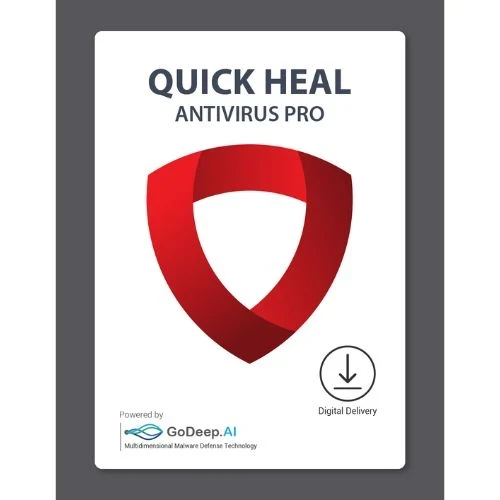 QUICK HEAL
ANTIVIRUS PRO
Digital Delivery
Powered by
GoDeep.AI
Multidimensional Malware Defense Technology